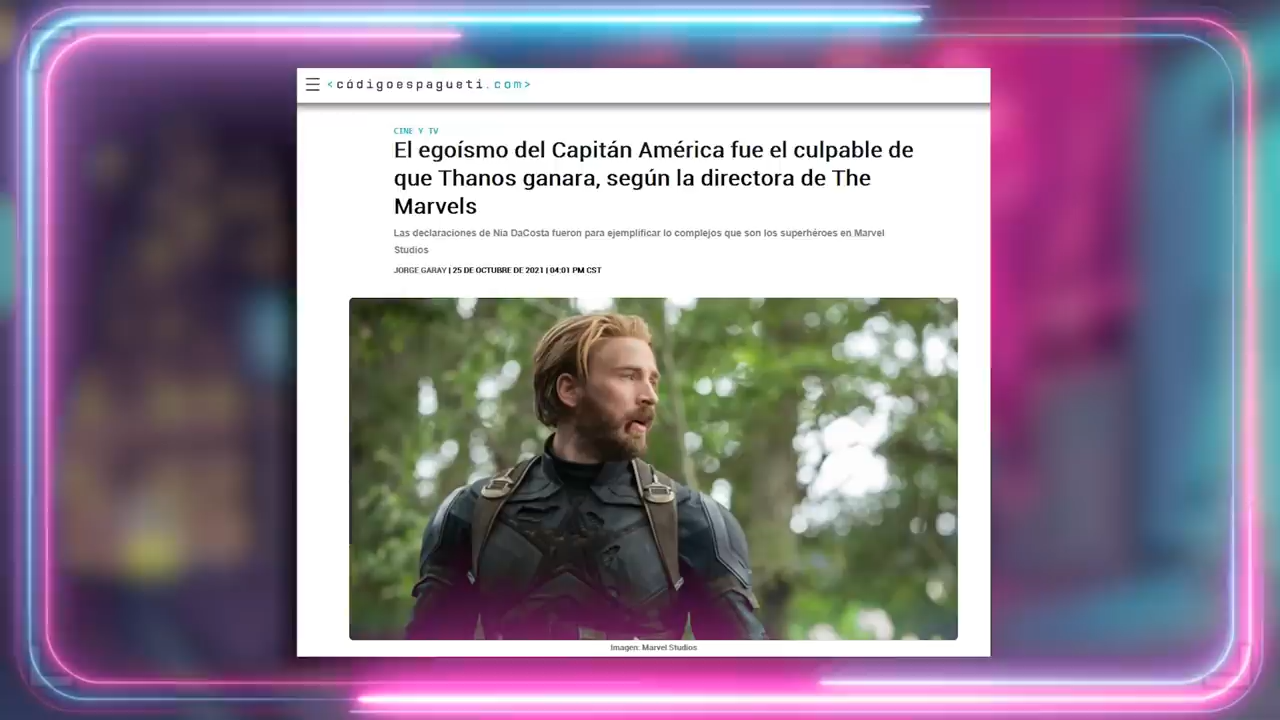 <códigoespagueti.com>
CINE Y TV
El egoísmo del Capitán América fue el culpable de
que Thanos ganara, según la directora de The
Marvels
Las declaraciones de Nia DaCosta fueron para ejemplificar lo complejos que son los superhéroes en Marvel
Studios
JORGE GARAY | 25 DE OCTUBRE DE 2021 | 04:01 PM CST
Imagen: Marvel Studios